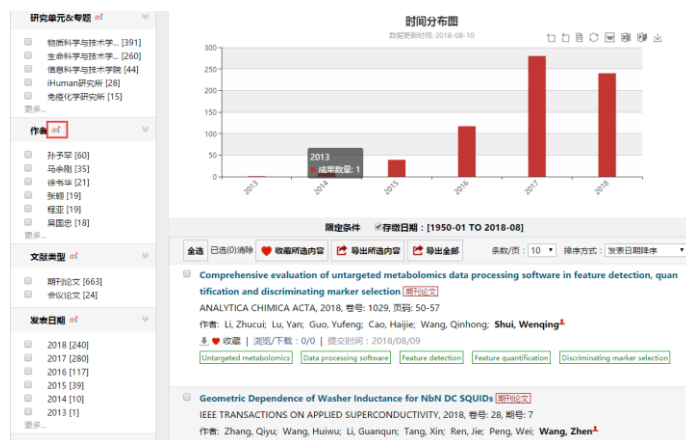 研究单元&专题
物质科学与技术学... [391]
生命科学与技术学... [260]
信息科学与技术学院 [44]
iHuman研究所 [28]
免疫化学研究所 [15]
更多...
作者
孙予罕 [60]
马余刚 [35]
徐书华 [21]
张翱 [19]
程亚 [19]
吴国忠 [18]
更多...
文献类型
期刊论文 [663]
会议论文 [24]
发表日期
2018 [240]
2017 [280]
2016 [117]
2015 [39]
2014 [10]
2013 [1]
更多...
时间分布图
数据更新时间: 2018-08-10
300
250
200
150
100
50
0
2013
成果数量: 1
2013
2014
2015
2016
2017
2018
限定条件 存缴日期：[1950-01 TO 2018-08]
全选 已选(0)清除 收藏所选内容 导出所选内容 导出全部 条数/页： 10 排序方式： 发表日期降序
Comprehensive evaluation of untargeted metabolomics data processing software in feature detection, quan
tification and discriminating marker selection 期刊论文
ANALYTICA CHIMICA ACTA, 2018, 卷号: 1029, 页码: 50-57
作者: Li, Zhucui; Lu, Yan; Guo, Yufeng; Cao, Haijie; Wang, Qinhong; Shui, Wenqing
收藏 | 浏览/下载：0/0 | 提交时间：2018/08/09
Untargeted metabolomics Data processing software Feature detection Feature quantification Discriminating marker selection
Geometric Dependence of Washer Inductance for NbN DC SQUIDs 期刊论文
IEEE TRANSACTIONS ON APPLIED SUPERCONDUCTIVITY, 2018, 卷号: 28, 期号: 7
作者: Zhang, Qiyu; Wang, Huiwu; Li, Guanqun; Tang, Xin; Ren, Jie; Peng, Wei; Wang, Zhen